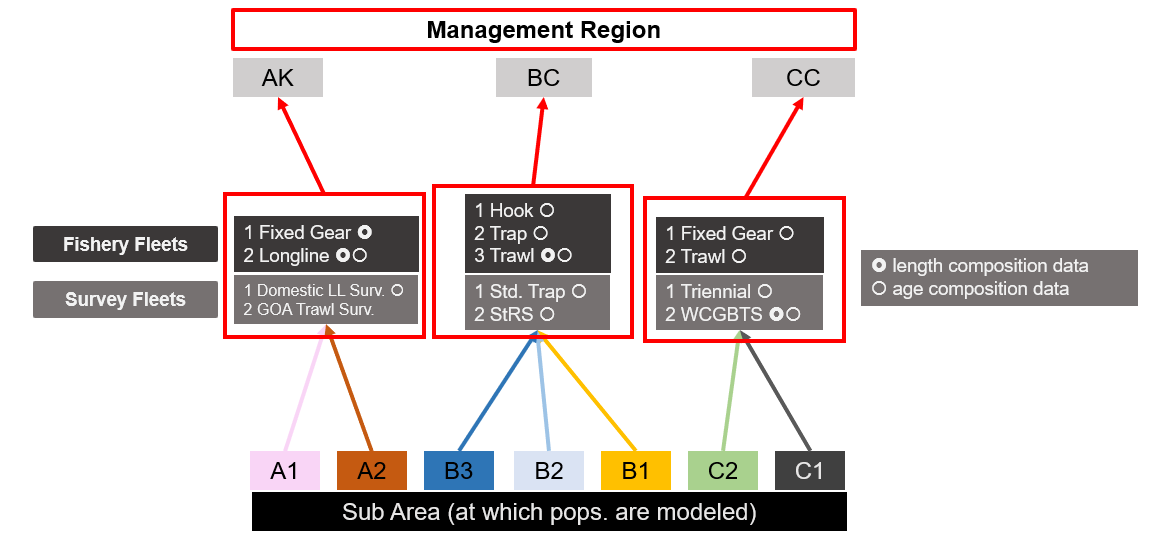 Management Region
AK
BC
CC
Fishery Fleets
Survey Fleets
1 Fixed Gear
2 Longline
1 Domestic LL Surv.
2 GOA Trawl Surv.
1 Hook
2 Trap
3 Trawl
1 Std. Trap
2 StRS
1 Fixed Gear
2 Trawl
1 Triennial
2 WCGBTS
length composition data
age composition data
A1
A2
B3
B2
B1
C2
C1
Sub Area (at which pops. are modeled)